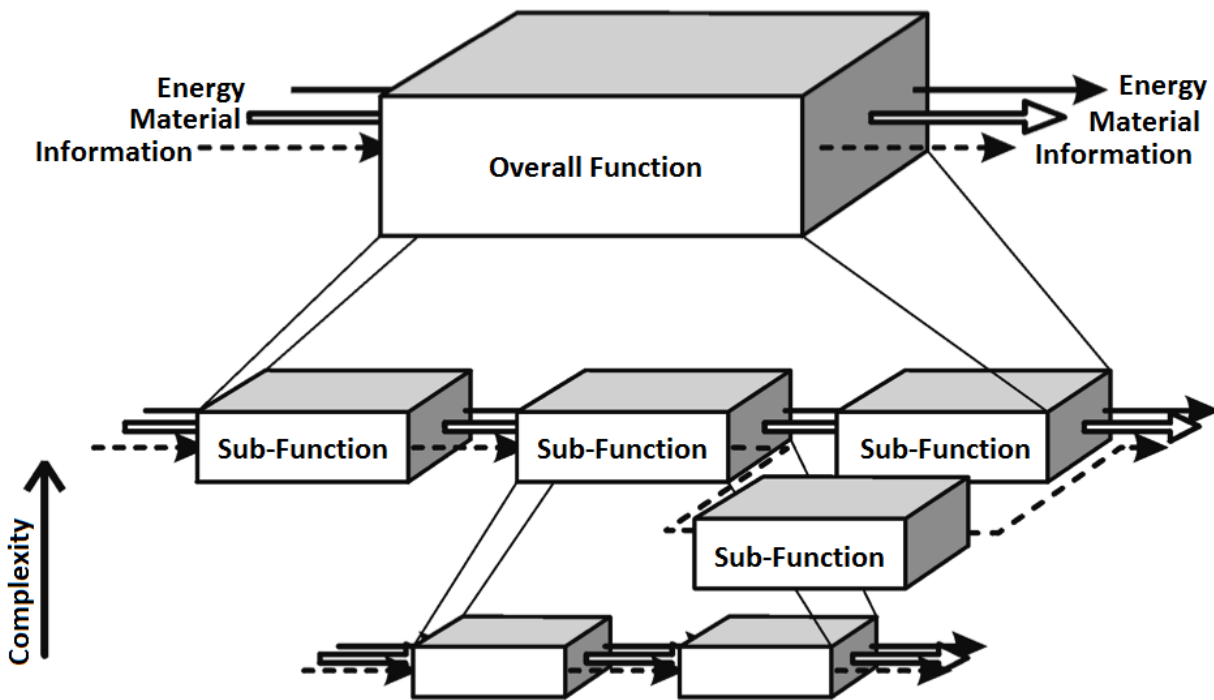 Energy
Material
Information
Overall Function
Energy
Material
Information
Sub-Function
Sub-Function
Sub-Function
Sub-Function
Complexity